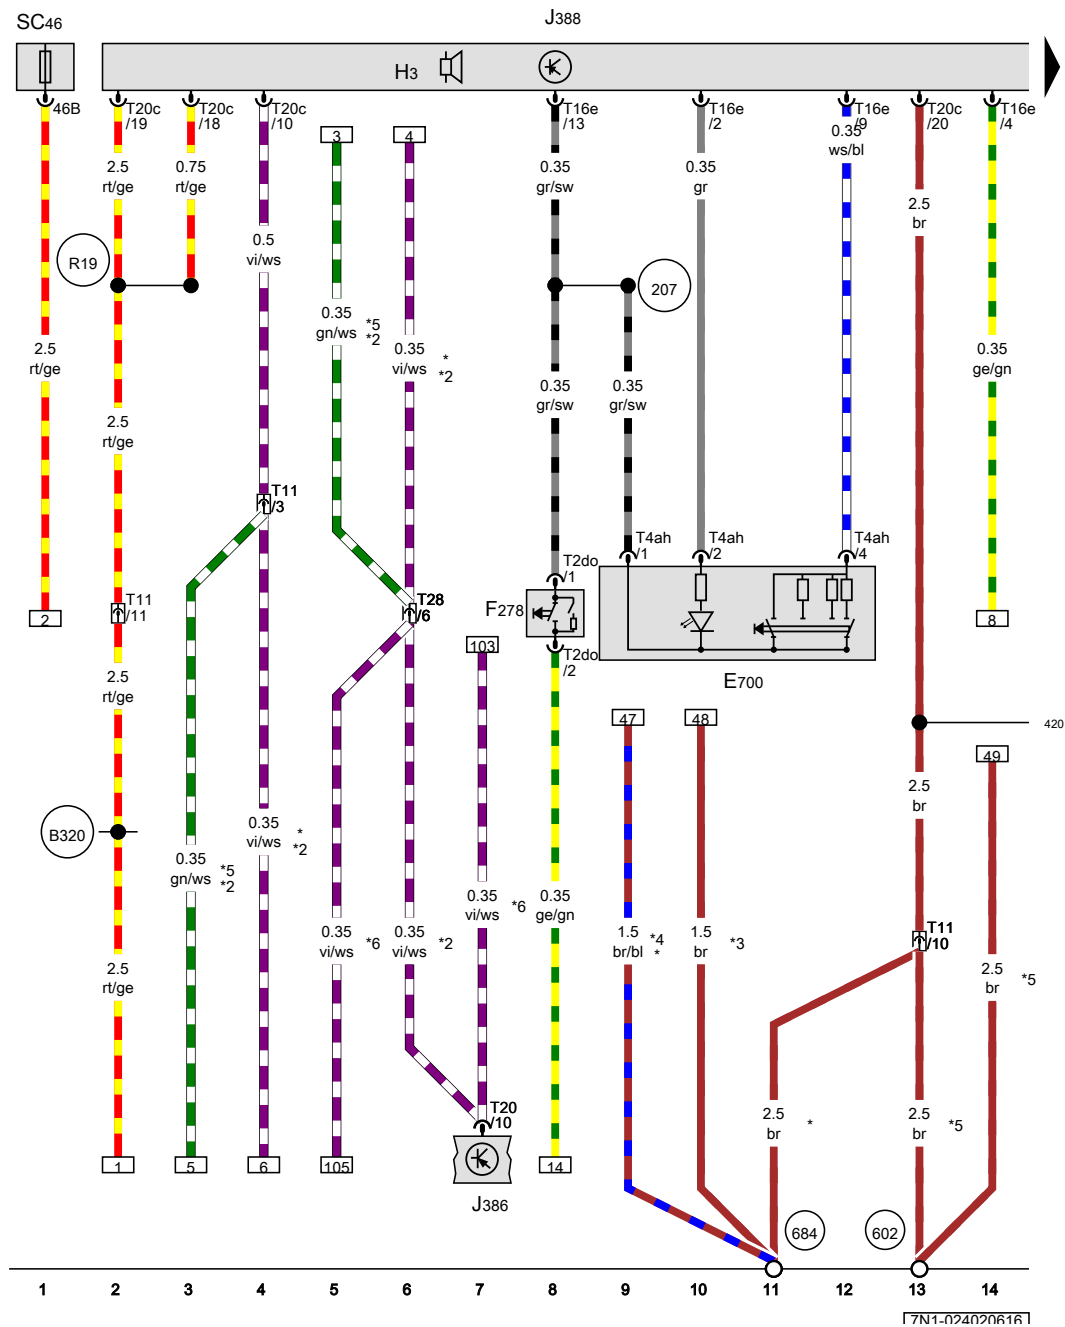 SC46
J388
H3
46B
T20c
/19
T20c
/18
T20c
/10
T16e
/13
T16e
/2
T16e
/9
T20c
/20
T16e
/4
3
4
0.35
ws/bl
2.5
rt/ge
0.75
rt/ge
0.35
gr/sw
0.35
gr
2.5
br
0.5
vi/ws
R19
207
0.35
gn/ws
*5
*2
2.5
rt/ge
0.35
vi/ws
*
*2
0.35
ge/gn
0.35
gr/sw
0.35
gr/sw
2.5
rt/ge
T11
/3
T4ah
/1
T4ah
/2
T4ah
/4
T2do
/1
2
T11
/11
T28
/6
F278
8
103
T2do
/2
2.5
rt/ge
E700
47
48
420
49
2.5
br
B320
0.35
vi/ws
*
*2
0.35
gn/ws
*5
*2
0.35
vi/ws
*6
0.35
ge/gn
0.35
vi/ws
*6
0.35
vi/ws
*2
1.5
br/bl
*4
*
1.5
br
*3
T11
/10
2.5
rt/ge
2.5
br
*5
2.5
br
*
2.5
br
*5
T20
/10
1
5
6
105
14
J386
684
602
1 2 3 4 5 6 7 8 9 10 11 12 13 14
7N1-024020616